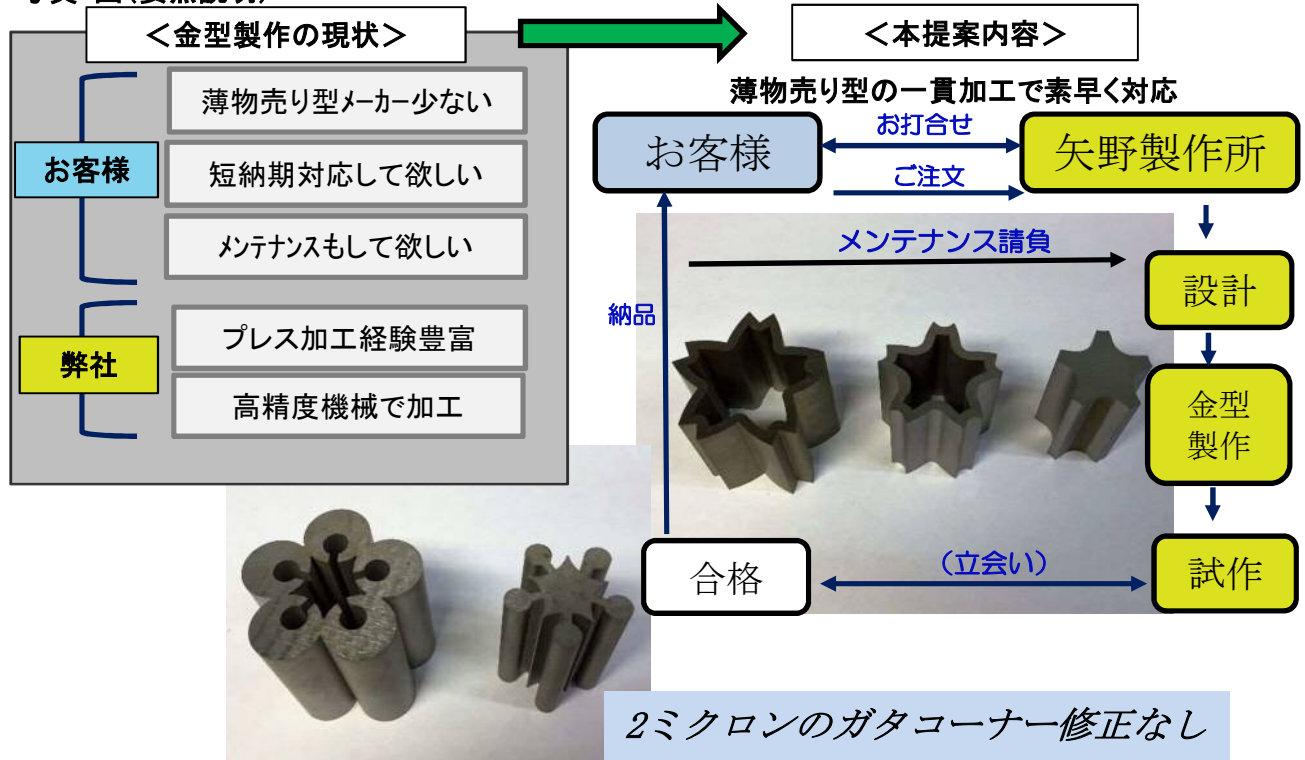 ＜金型製作の現状＞
お客様
薄物売り型メーカー少ない
短納期対応して欲しい
メンテナンスもして欲しい
弊社
プレス加工経験豊富
高精度機械で加工
＜本提案内容＞
薄物売り型の一貫加工で素早く対応
お客様
お打合せ
ご注文
矢野製作所
メンテナンス請負
設計
納品
金型
製作
合格
（立会い）
試作
2ミクロンのガタコーナー修正なし